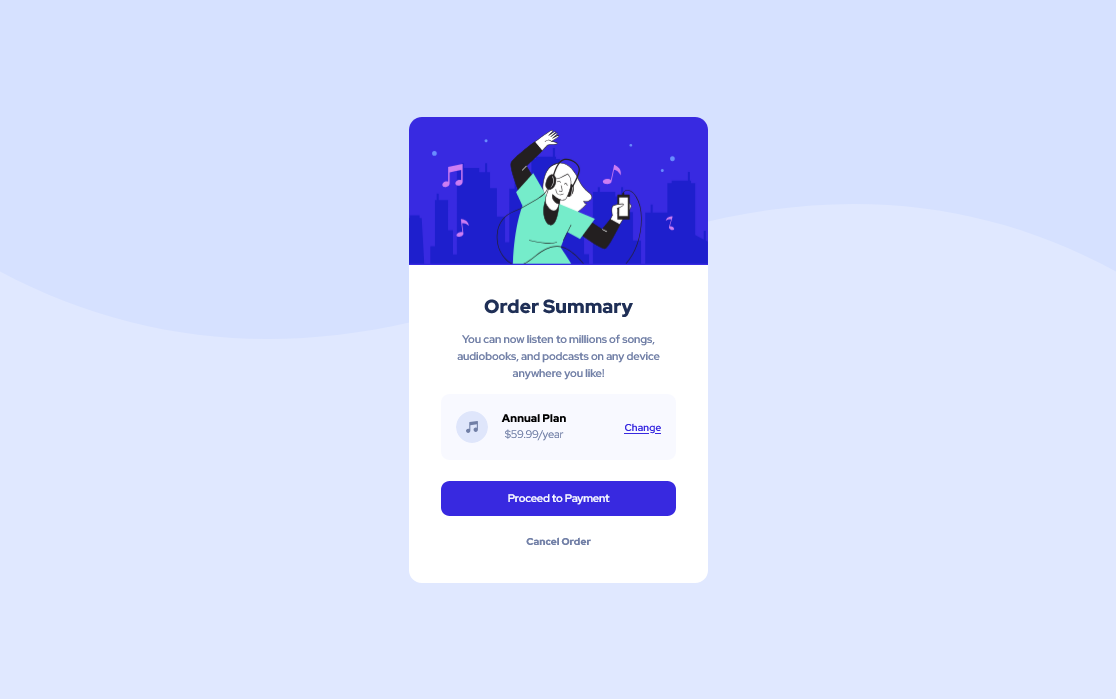 Order Summary
You can now listen to millions of songs,
audiobooks, and podcasts on any device
anywhere you like!
Annual Plan
$59.99/year
Change
Proceed to Payment
Cancel Order